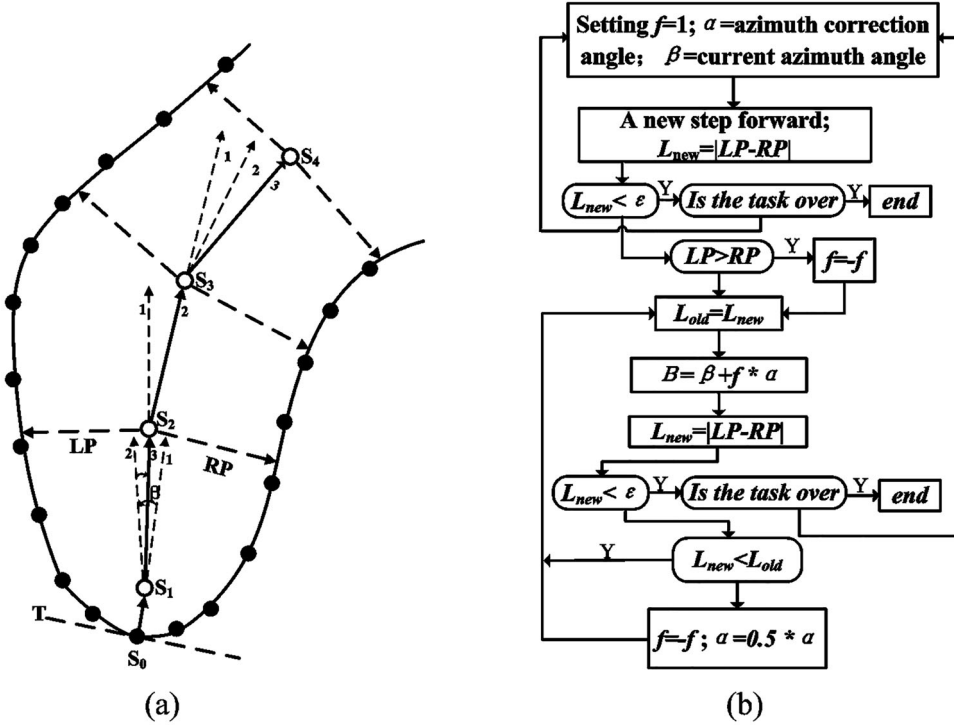 1
2
3
S4
S3
1
2
S2
LP
2
3
1
RP
β
S1
T
S0
(a)
Setting f=1; α=azimuth correction
angle; β=current azimuth angle
A new step forward;
Lnew=|LP-RP|
Lnew< ε
Y
Is the task over
Y
end
LP>RP
Y
f=-f
Lold=Lnew
B=β+f*α
Lnew=|LP-RP|
Lnew< ε
Y
Is the task over
Y
end
Y
Lnew<Lold
f=-f; α=0.5 * α
(b)